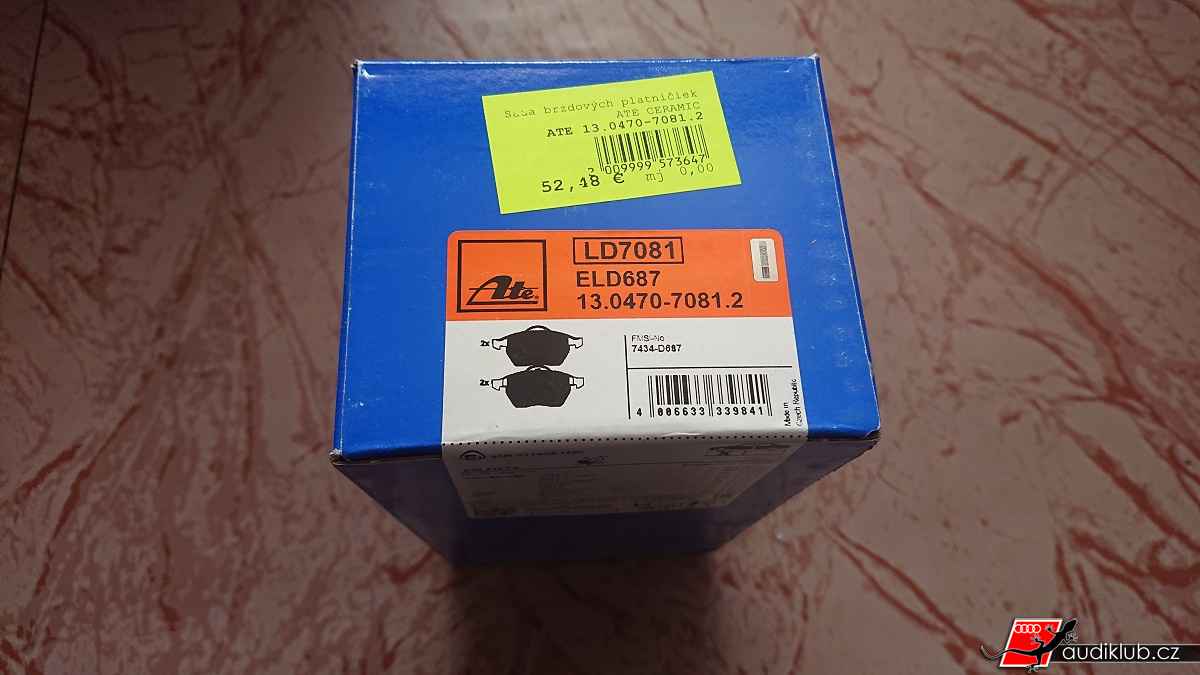 Sada brzdových platničiek
ATE CERAMIC
ATE 13.0470-7081.2
2 009999 573647
52,48 € mj 0,00
LD7081
Ate
ELD687
13.0470-7081.2
2x
FMSI-No
7434-D687
2x
4 006633 339841
Made in
Czech Republic
audiklub.cz